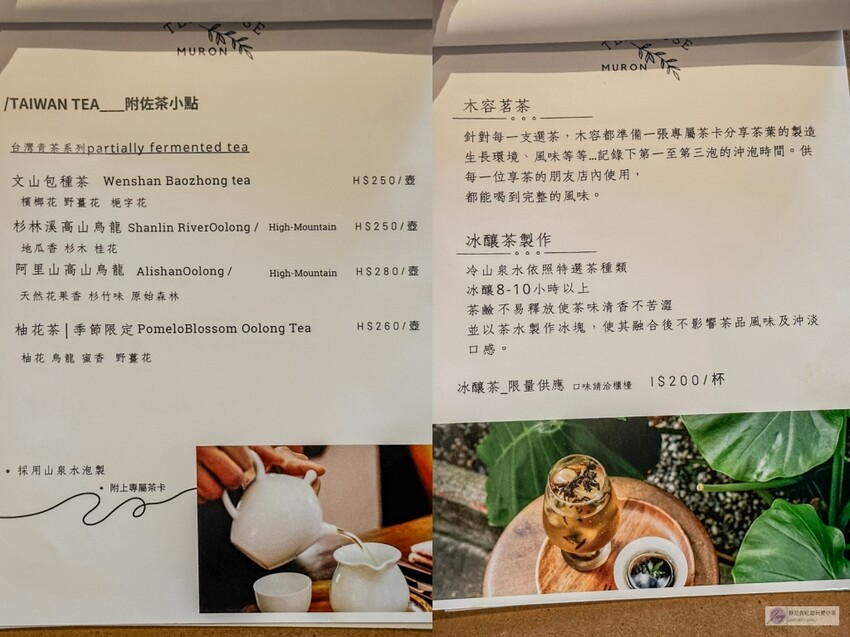 MURON
/TAIWAN TEA___附佐茶小點
台灣青茶系列partially fermented tea
文山包種茶 Wenshan Baozhong tea H$250/壺
檳榔花 野薑花 梔字花
杉林溪高山烏龍 Shanlin RiverOolong / High-Mountain H$250/壺
地瓜香 杉木 桂花
阿里山高山烏龍 AlishanOolong / High-Mountain H$280/壺
天然花果香 杉竹味 原始森林
柚花茶│季節限定 PomeloBlossom Oolong Tea H$260/壺
柚花 烏龍 蜜香 野薑花
• 採用山泉水泡製
• 附上專屬茶卡
MURON
木容茗茶
針對每一支選茶，木容都準備一張專屬茶卡分享茶葉的製造
生長環境、風味等等…記錄下第一至第三泡的沖泡時間。供
每一位享茶的朋友店內使用，
都能喝到完整的風味。
冰釀茶製作
冷山泉水依照特選茶種類
冰釀8-10小時以上
茶鹼不易釋放使茶味清香不苦澀
並以茶水製作冰塊，使其融合後不影響茶品風味及沖淡
口感。
冰釀茶_限量供應 口味請洽櫃檯 I$200/杯